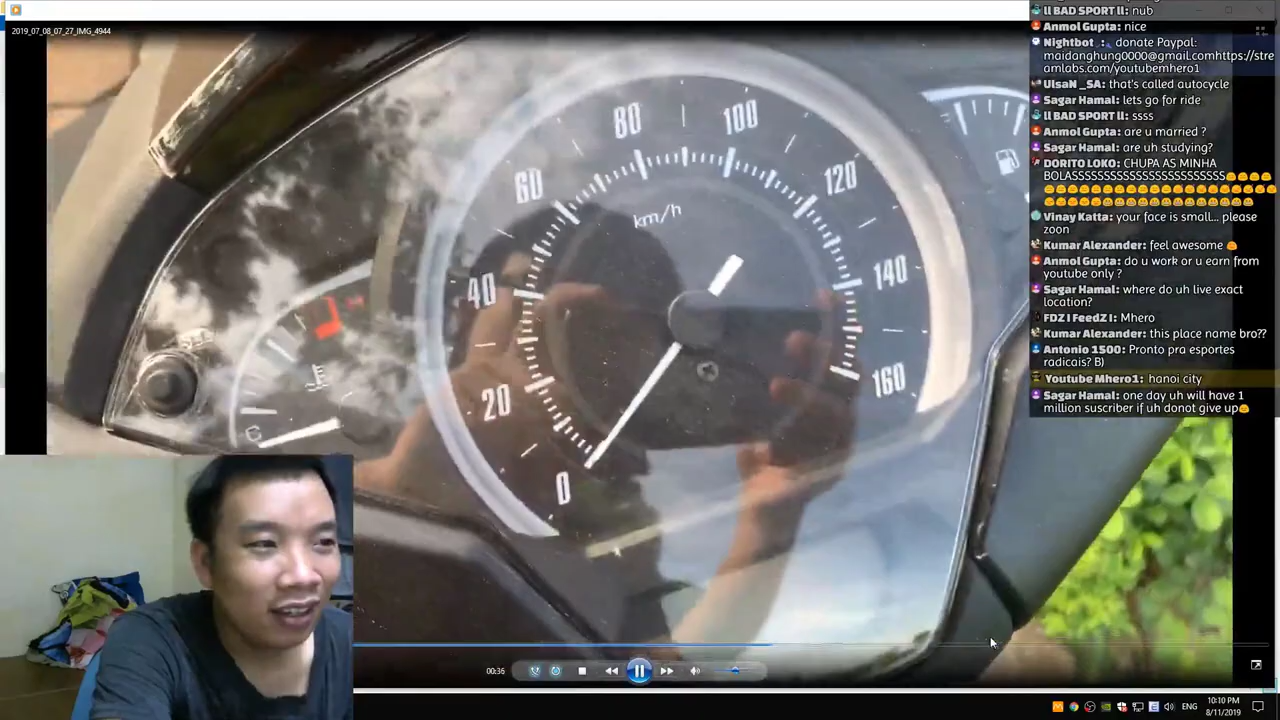 2019_07_08_07_27_IMG_4944
ll BAD SPORT ll: nub
Anmol Gupta: nice
Nightbot : donate Paypal:
maidanghung0000@gmail.comhttps://stre
amlabs.com/youtubemhero1
UlsaN _SA: that's called autocycle
Sagar Hamal: lets go for ride
ll BAD SPORT ll: ssss
Anmol Gupta: are u married ?
Sagar Hamal: are uh studying?
DORITO LOKO: CHUPA AS MINHA
BOLASSSSSSSSSSSSSSSSSSSSSSSS
Vinay Katta: your face is small... please
zoon
Kumar Alexander: feel awesome
Anmol Gupta: do u work or u earn from
youtube only ?
Sagar Hamal: where do uh live exact
location?
FDZ I FeedZ I: Mhero
Kumar Alexander: this place name bro??
Antonio 1500: Pronto pra esportes
radicais? B)
Youtube Mhero1: hanoi city
Sagar Hamal: one day uh will have 1
million suscriber if uh donot give up
80
100
60
120
km/h
40
140
20
160
0
H
C
00:36
ENG
10:10 PM
8/11/2019